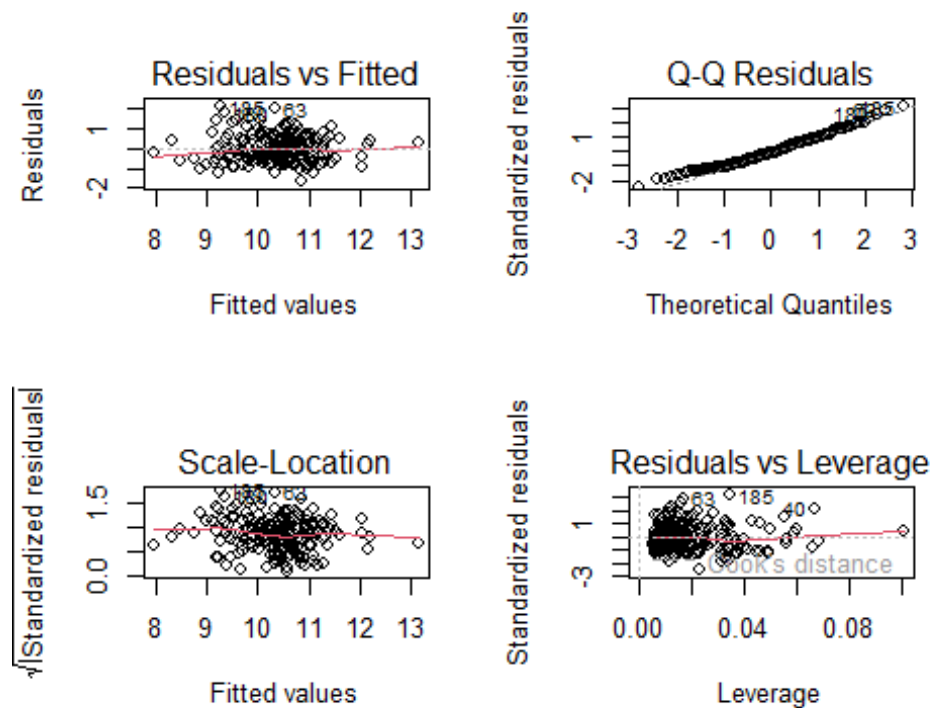 Residuals vs Fitted
Residuals
1
-2
185
63
8 9 10 11 12 13
Fitted values
Q-Q Residuals
Standardized residuals
1
-2
185
-3 -2 -1 0 1 2 3
Theoretical Quantiles
Scale-Location
√|Standardized residuals|
1.5
0.0
185
63
8 9 10 11 12 13
Fitted values
Residuals vs Leverage
Standardized residuals
1
-3
63
185
40
Cook's distance
0.00 0.04 0.08
Leverage